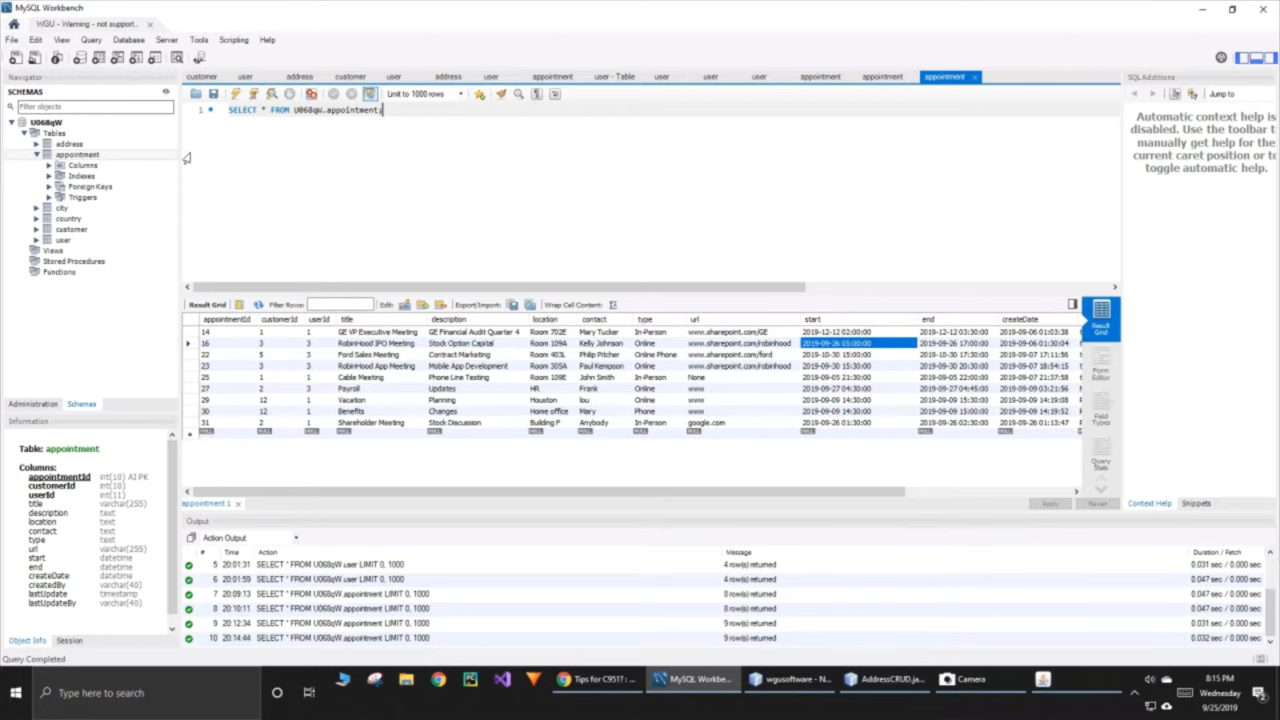 MySQL Workbench
WGU - Warning - not support...
File Edit View Query Database Server Tools Scripting Help
Navigator
SCHEMAS
Filter objects
U068qW
Tables
address
appointment
Columns
Indexes
Foreign Keys
Triggers
city
country
customer
user
Views
Stored Procedures
Functions
Administration Schemas
Information
Table: appointment
Columns:
appointmentId int(10) AI PK
customerId int(10)
userId int(11)
title varchar(255)
description text
location text
contact text
type text
url varchar(255)
start datetime
end datetime
createDate datetime
createdBy varchar(40)
lastUpdate timestamp
lastUpdateBy varchar(40)
Object Info Session
Query Completed
customer user address customer user address user appointment user - Table user user user appointment appointment appointment
Limit to 1000 rows
1 SELECT * FROM U068qW.appointment;
Result Grid Filter Rows: Edit: Export/Import: Wrap Cell Content:
appointmentId customerId userId title description location contact type url start end createDate
14 1 1 GE VP Executive Meeting GE Financial Audit Quarter 4 Room 702E Mary Tucker In-Person www.sharepoint.com/GE 2019-12-12 02:00:00 2019-12-12 03:30:00 2019-09-06 01:03:38
16 3 1 RobinHood IPO Meeting Stock Option Capital Room 109A Kelly Johnson Online www.sharepoint.com/robinhood 2019-09-26 05:00:00 2019-09-26 17:00:00 2019-09-06 01:30:04
22 5 1 Ford Sales Meeting Contract Marketing Room 403L Philip Pitcher Online Phone www.sharepoint.com/ford 2019-10-30 15:00:00 2019-10-30 17:30:00 2019-09-07 17:11:56
23 3 3 RobinHood App Meeting Mobile App Development Room 305A Paul Kempson Online www.sharepoint.com/robinhood 2019-09-30 15:30:00 2019-09-30 20:30:00 2019-09-07 18:54:15
25 1 1 Cable Meeting Phone Line Testing Room 109E John Smith In-Person None 2019-09-05 21:30:00 2019-09-05 22:00:00 2019-09-07 21:37:58
27 2 3 Payroll Updates HR Frank Online www 2019-09-27 04:30:00 2019-09-27 04:45:00 2019-09-09 03:21:56
29 12 1 Vacation Planning Houston lou Online www 2019-09-09 14:30:00 2019-09-09 15:30:00 2019-09-09 14:19:09
30 12 1 Benefits Changes Home office Mary Phone www 2019-09-09 14:30:00 2019-09-09 15:00:00 2019-09-09 14:19:52
31 2 1 Shareholder Meeting Stock Discussion Building F Anybody In-Person google.com 2019-09-26 01:30:00 2019-09-26 02:30:00 2019-09-26 01:13:47
NULL NULL NULL NULL NULL NULL NULL NULL NULL NULL NULL NULL
Result Grid
Form Editor
Field Types
Query Stats
appointment 1
Apply Revert
Output
Action Output
# Time Action Message Duration / Fetch
5 20:01:31 SELECT * FROM U068qW.user LIMIT 0, 1000 4 row(s) returned 0.031 sec / 0.000 sec
6 20:01:59 SELECT * FROM U068qW.user LIMIT 0, 1000 4 row(s) returned 0.031 sec / 0.000 sec
7 20:09:13 SELECT * FROM U068qW.appointment LIMIT 0, 1000 8 row(s) returned 0.047 sec / 0.000 sec
8 20:10:11 SELECT * FROM U068qW.appointment LIMIT 0, 1000 8 row(s) returned 0.047 sec / 0.000 sec
9 20:12:34 SELECT * FROM U068qW.appointment LIMIT 0, 1000 9 row(s) returned 0.031 sec / 0.000 sec
10 20:14:44 SELECT * FROM U068qW.appointment LIMIT 0, 1000 9 row(s) returned 0.032 sec / 0.000 sec
SQLAdditions
Jump to
Automatic context help is
disabled. Use the toolbar t
manually get help for the
current caret position or to
toggle automatic help.
Context Help Snippets
Type here to search
Tips for C951? : ...
MySQL Workbe...
wgusoftware - N...
AddressCRUD.ja...
Camera
8:15 PM
Wednesday
9/25/2019